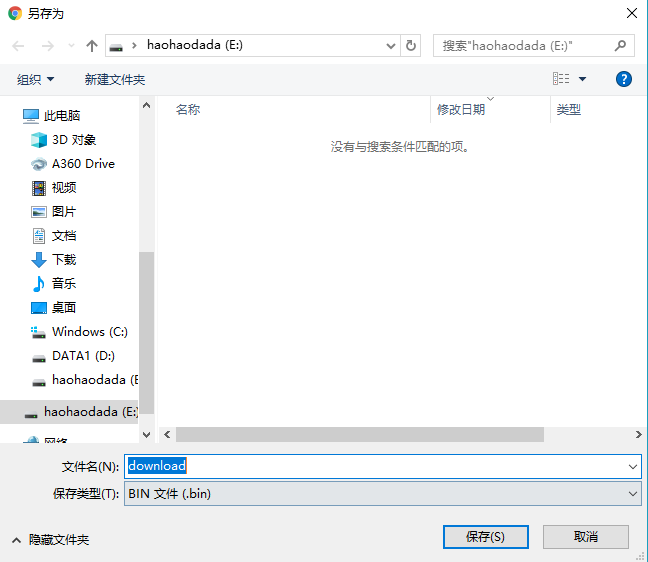 另存为
haohaodada (E:)
搜索"haohaodada (E:)"
组织
新建文件夹
名称
修改日期
类型
没有与搜索条件匹配的项。
此电脑
3D 对象
A360 Drive
视频
图片
文档
下载
音乐
桌面
Windows (C:)
DATA1 (D:)
haohaodada (E
haohaodada (E:)
网络
文件名(N):
download
保存类型(T):
BIN 文件 (.bin)
隐藏文件夹
保存(S)
取消